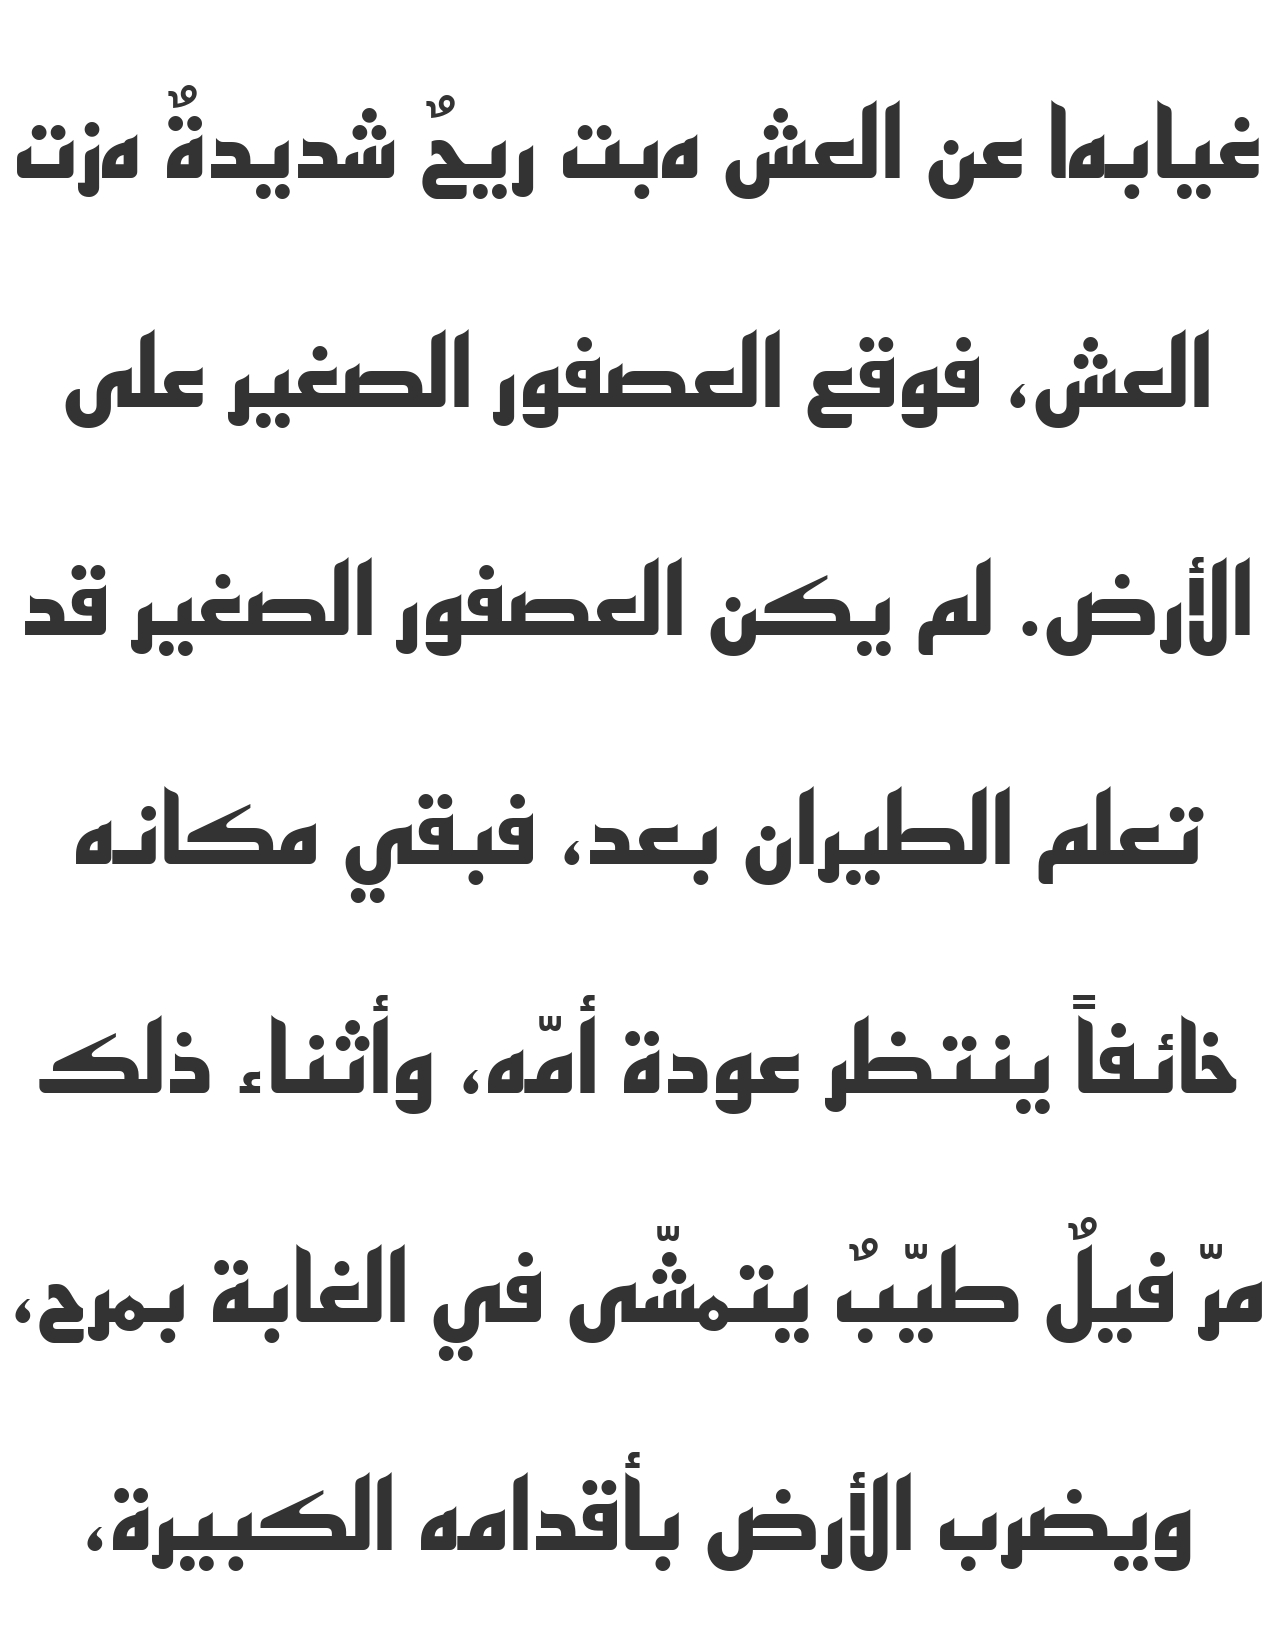 غيابها عن العش هبت ريحٌ شديدةٌ هزت
العش، فوقع العصفور الصغير على
الأرض. لم يكن العصفور الصغير قد
تعلم الطيران بعد، فبقي مكانه
خائفاً ينتظر عودة أمّه، وأثناء ذلك
مرّ فيلٌ طيّبٌ يتمشّى في الغابة بمرح،
ويضرب الأرض بأقدامه الكبيرة،